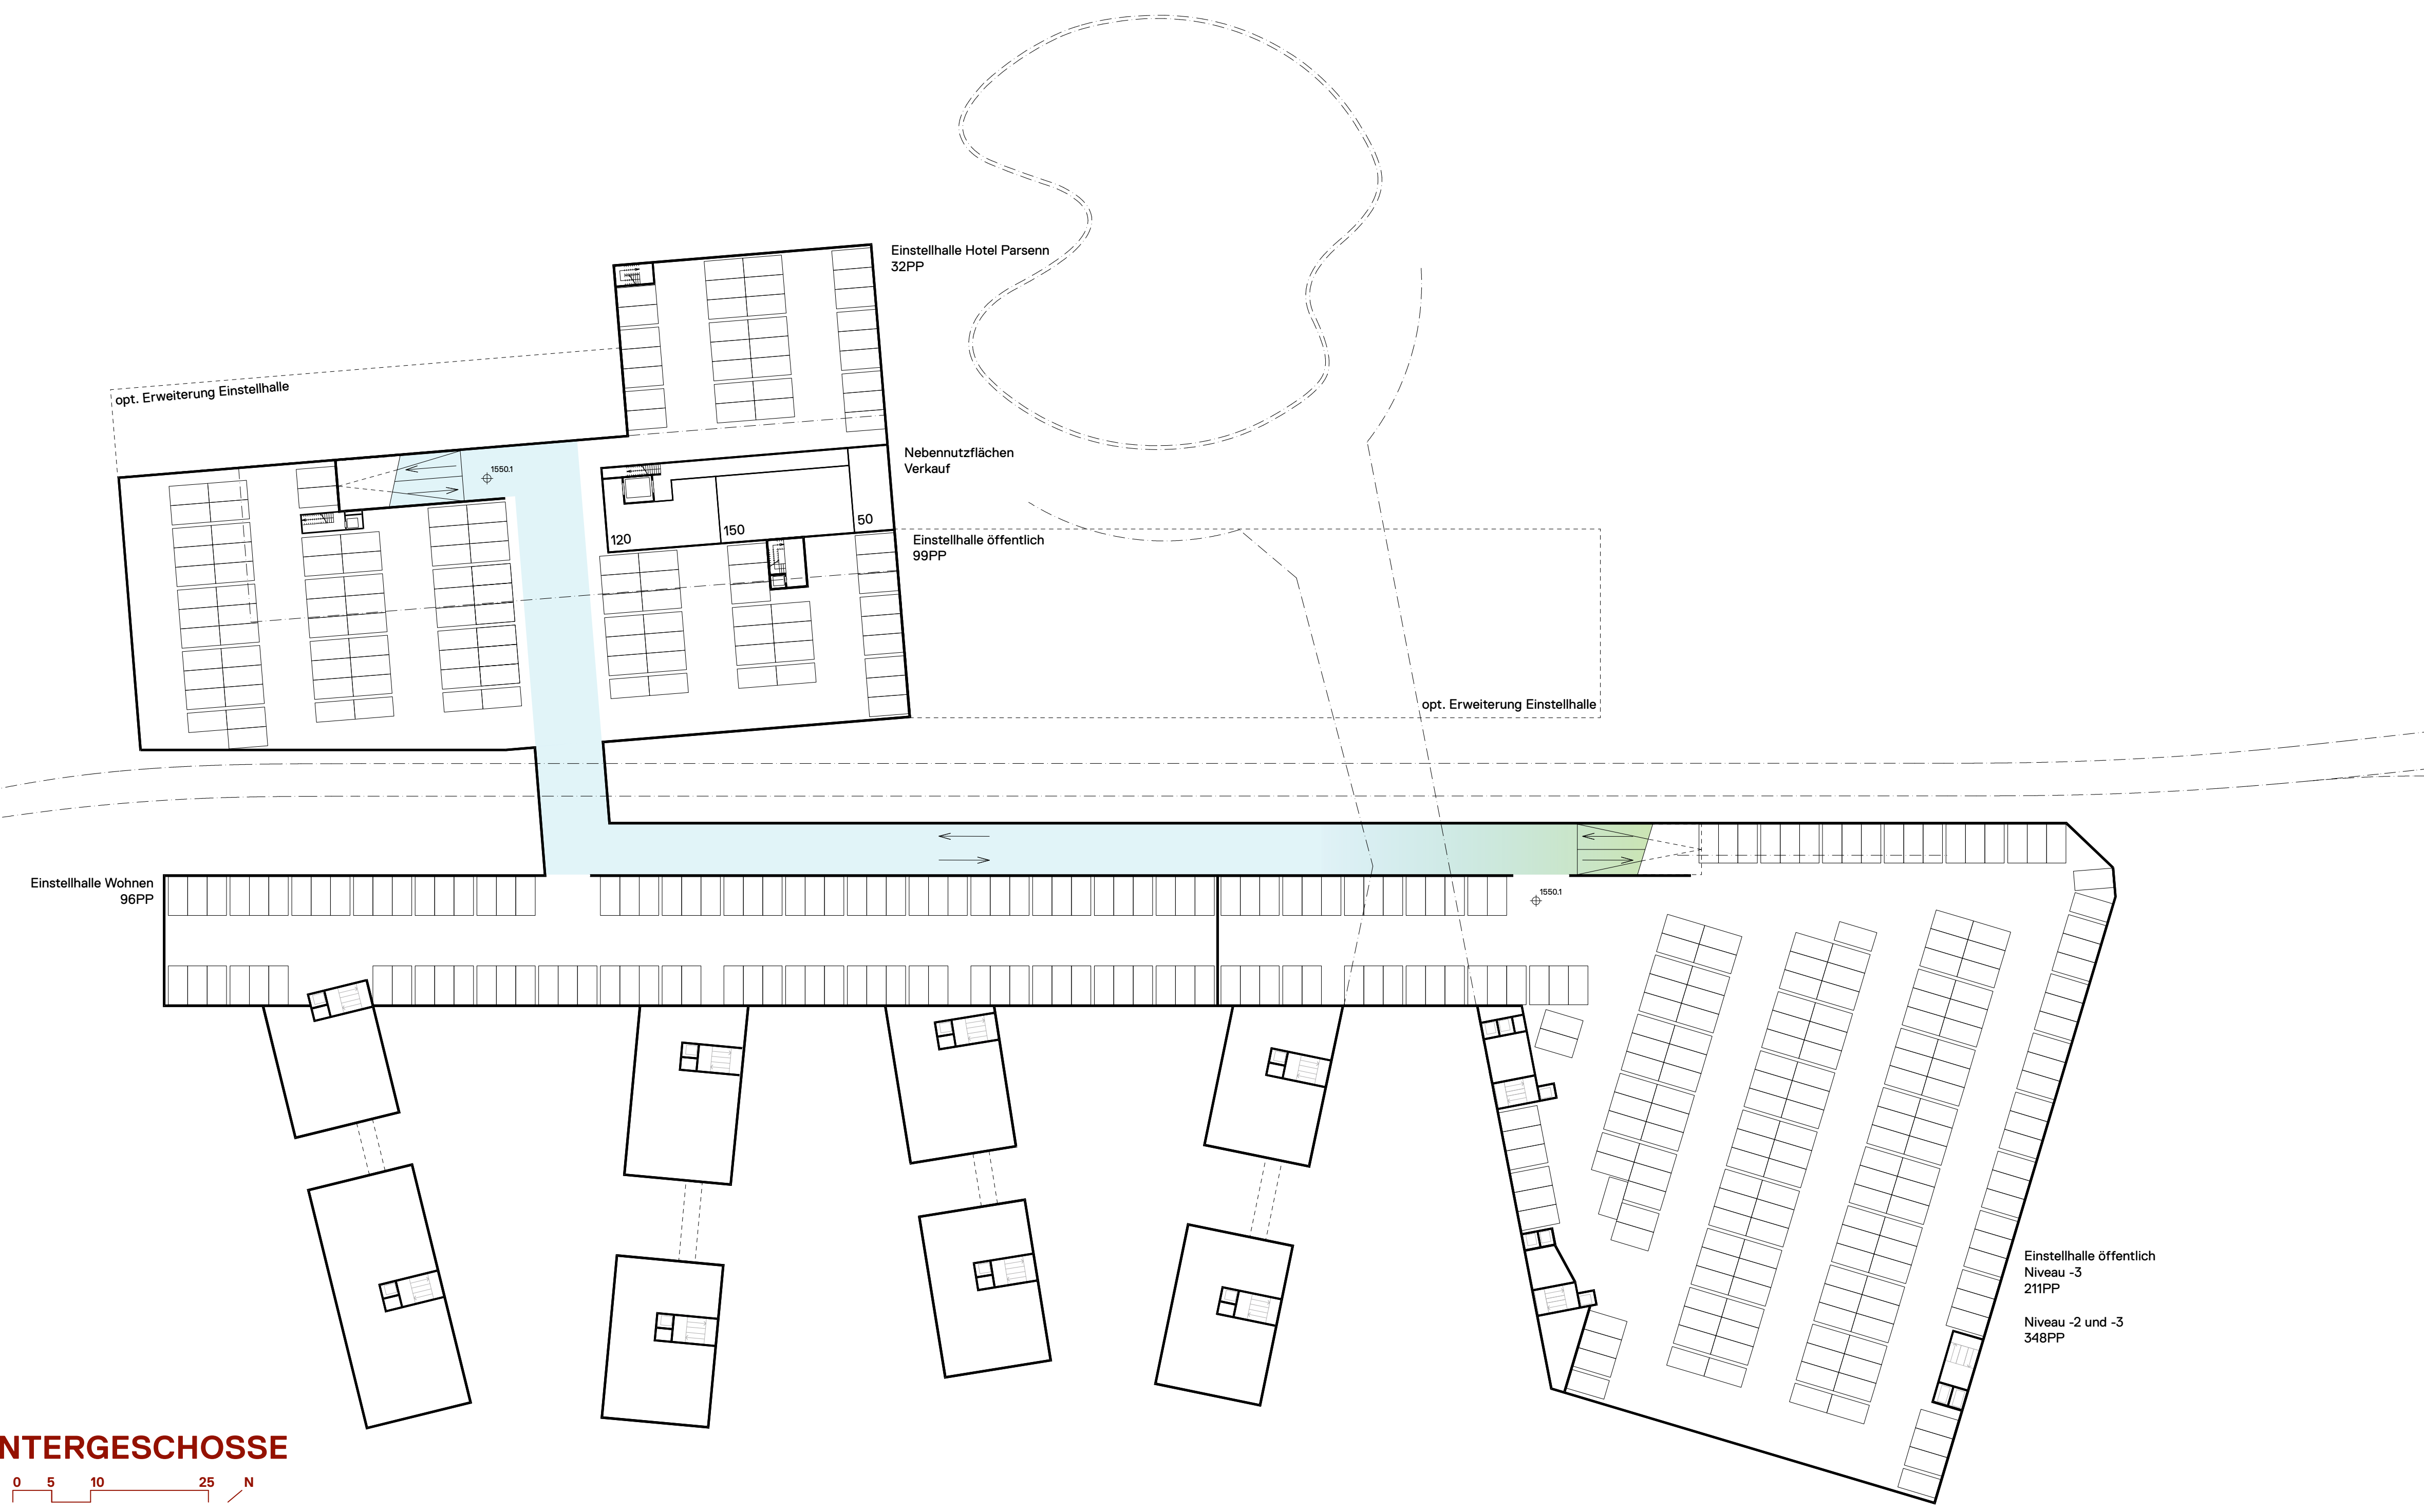 Einstellhalle Hotel Parsenn
32PP
opt. Erweiterung Einstellhalle
1550.1
Nebennutzflächen
Verkauf
120
150
50
Einstellhalle öffentlich
99PP
opt. Erweiterung Einstellhalle
Einstellhalle Wohnen
96PP
1550.1
Einstellhalle öffentlich
Niveau -3
211PP
Niveau -2 und -3
348PP
NTERGESCHOSSE
0 5 10 25 N